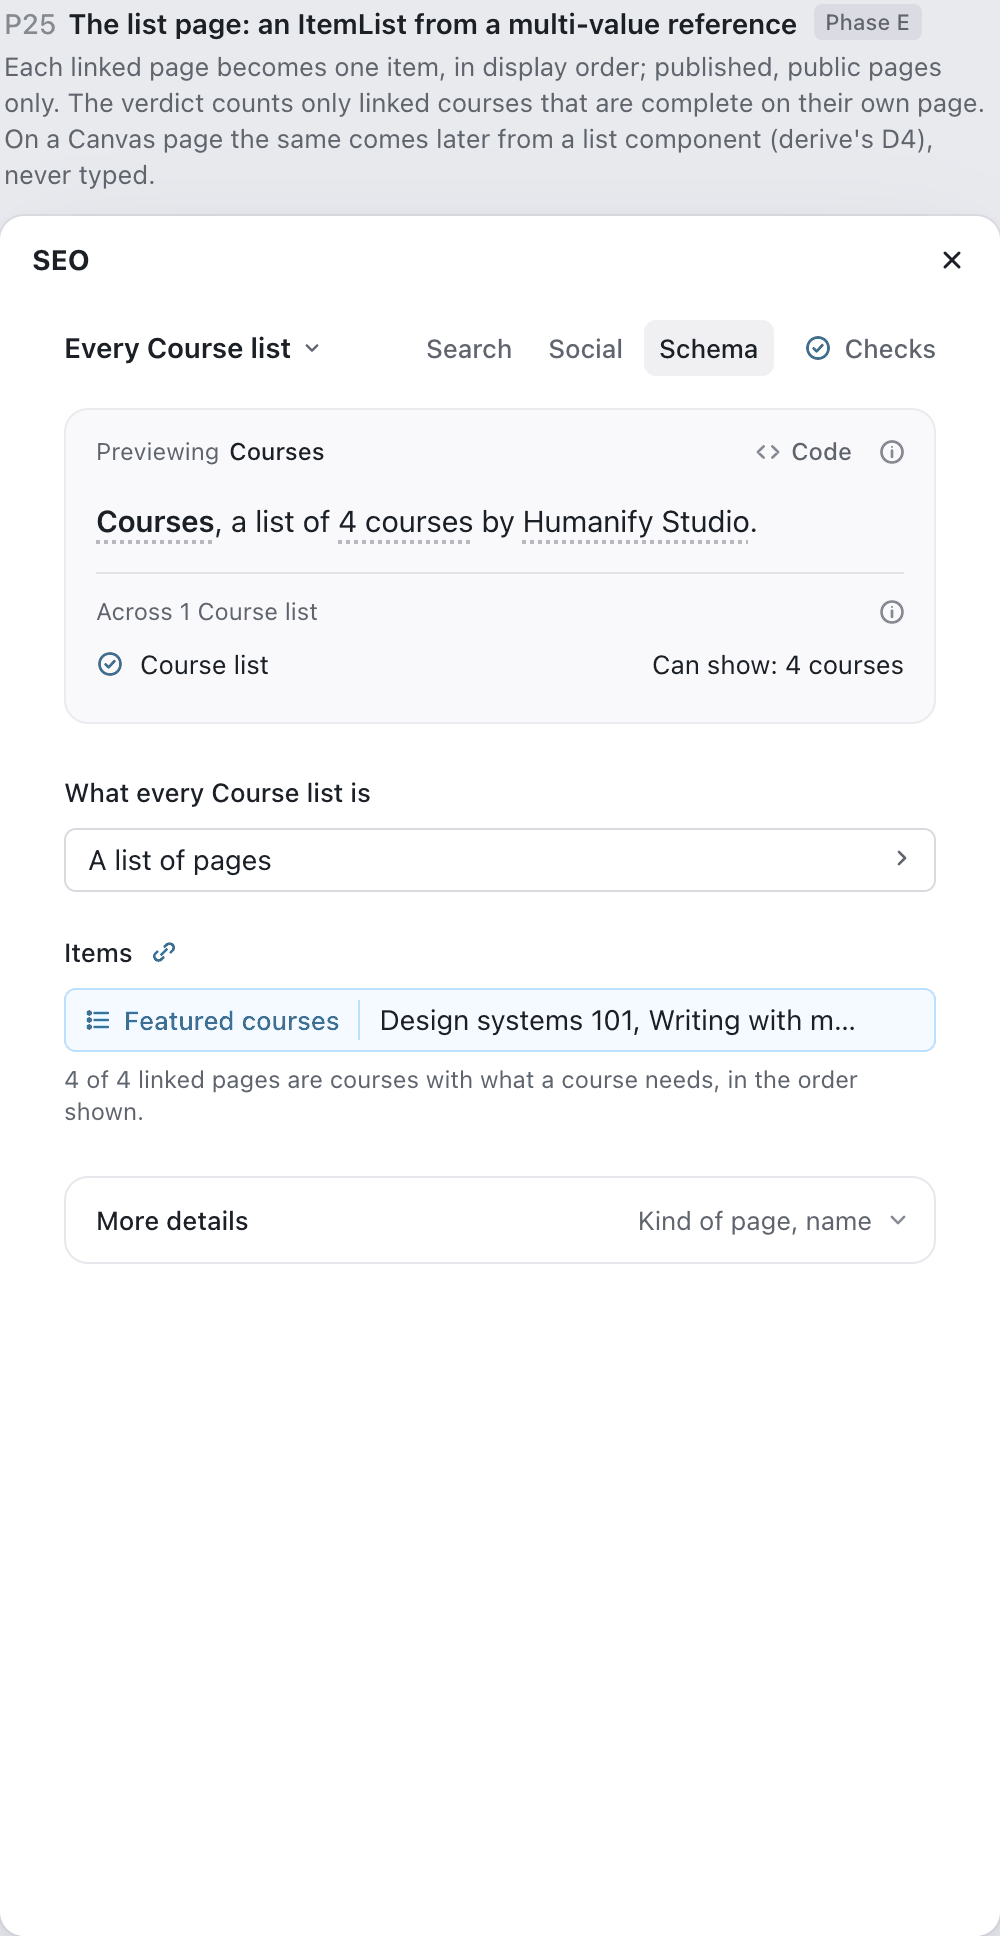 P25 The list page: an ItemList from a multi-value reference Phase E
Each linked page becomes one item, in display order; published, public pages
only. The verdict counts only linked courses that are complete on their own page.
On a Canvas page the same comes later from a list component (derive's D4),
never typed.
SEO
Every Course list Search Social Schema Checks
Previewing Courses <> Code
Courses, a list of 4 courses by Humanify Studio.
Across 1 Course list
Course list Can show: 4 courses
What every Course list is
A list of pages
Items
Featured courses Design systems 101, Writing with m...
4 of 4 linked pages are courses with what a course needs, in the order
shown.
More details Kind of page, name